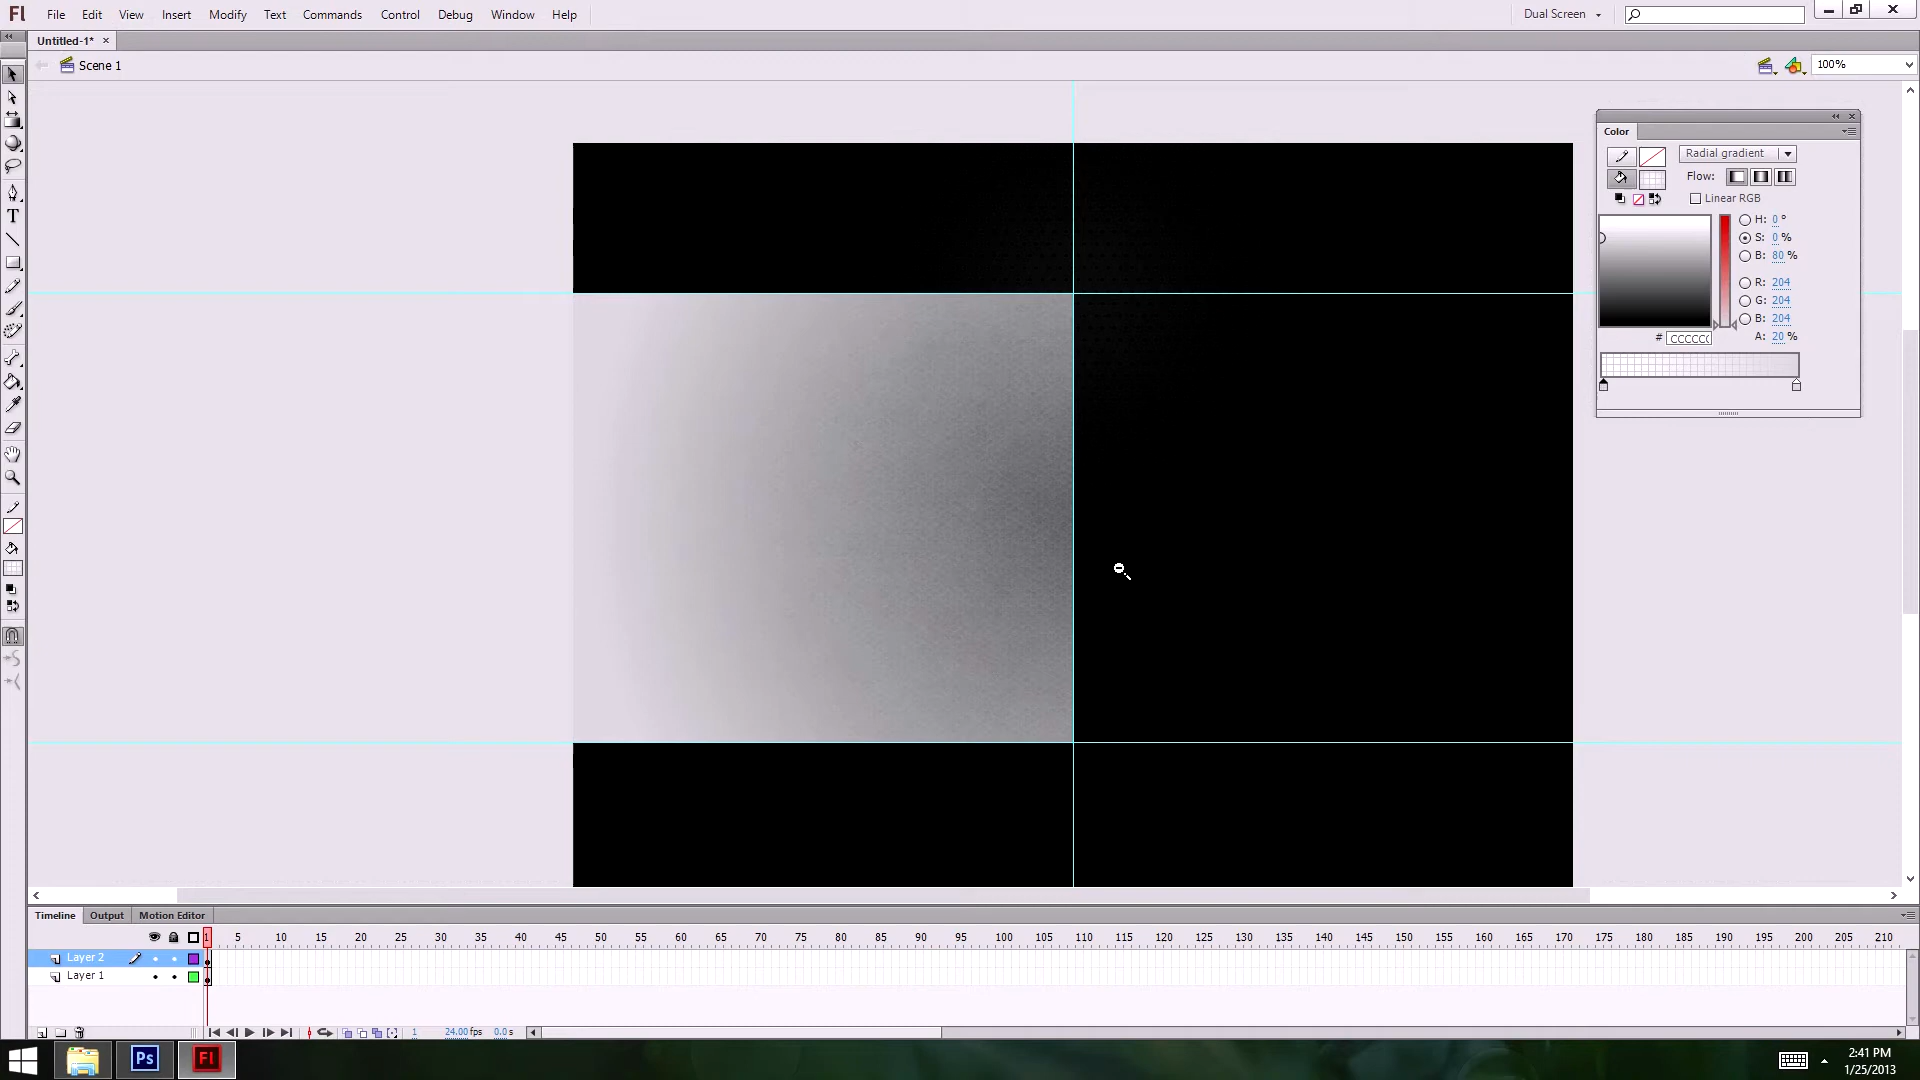 Fl File Edit View Insert Modify Text Commands Control Debug Window Help Dual Screen
Untitled-1*
Scene 1 100%
Color
Radial gradient
Flow:
Linear RGB
H: 0 °
S: 0 %
B: 80 %
R: 204
G: 204
B: 204
# CCCCC
A: 20 %
T
Timeline Output Motion Editor
1 5 10 15 20 25 30 35 40 45 50 55 60 65 70 75 80 85 90 95 100 105 110 115 120 125 130 135 140 145 150 155 160 165 170 175 180 185 190 195 200 205 210
Layer 2
Layer 1
1 24.00 fps 0.0 s
Ps Fl
2:41 PM
1/25/2013